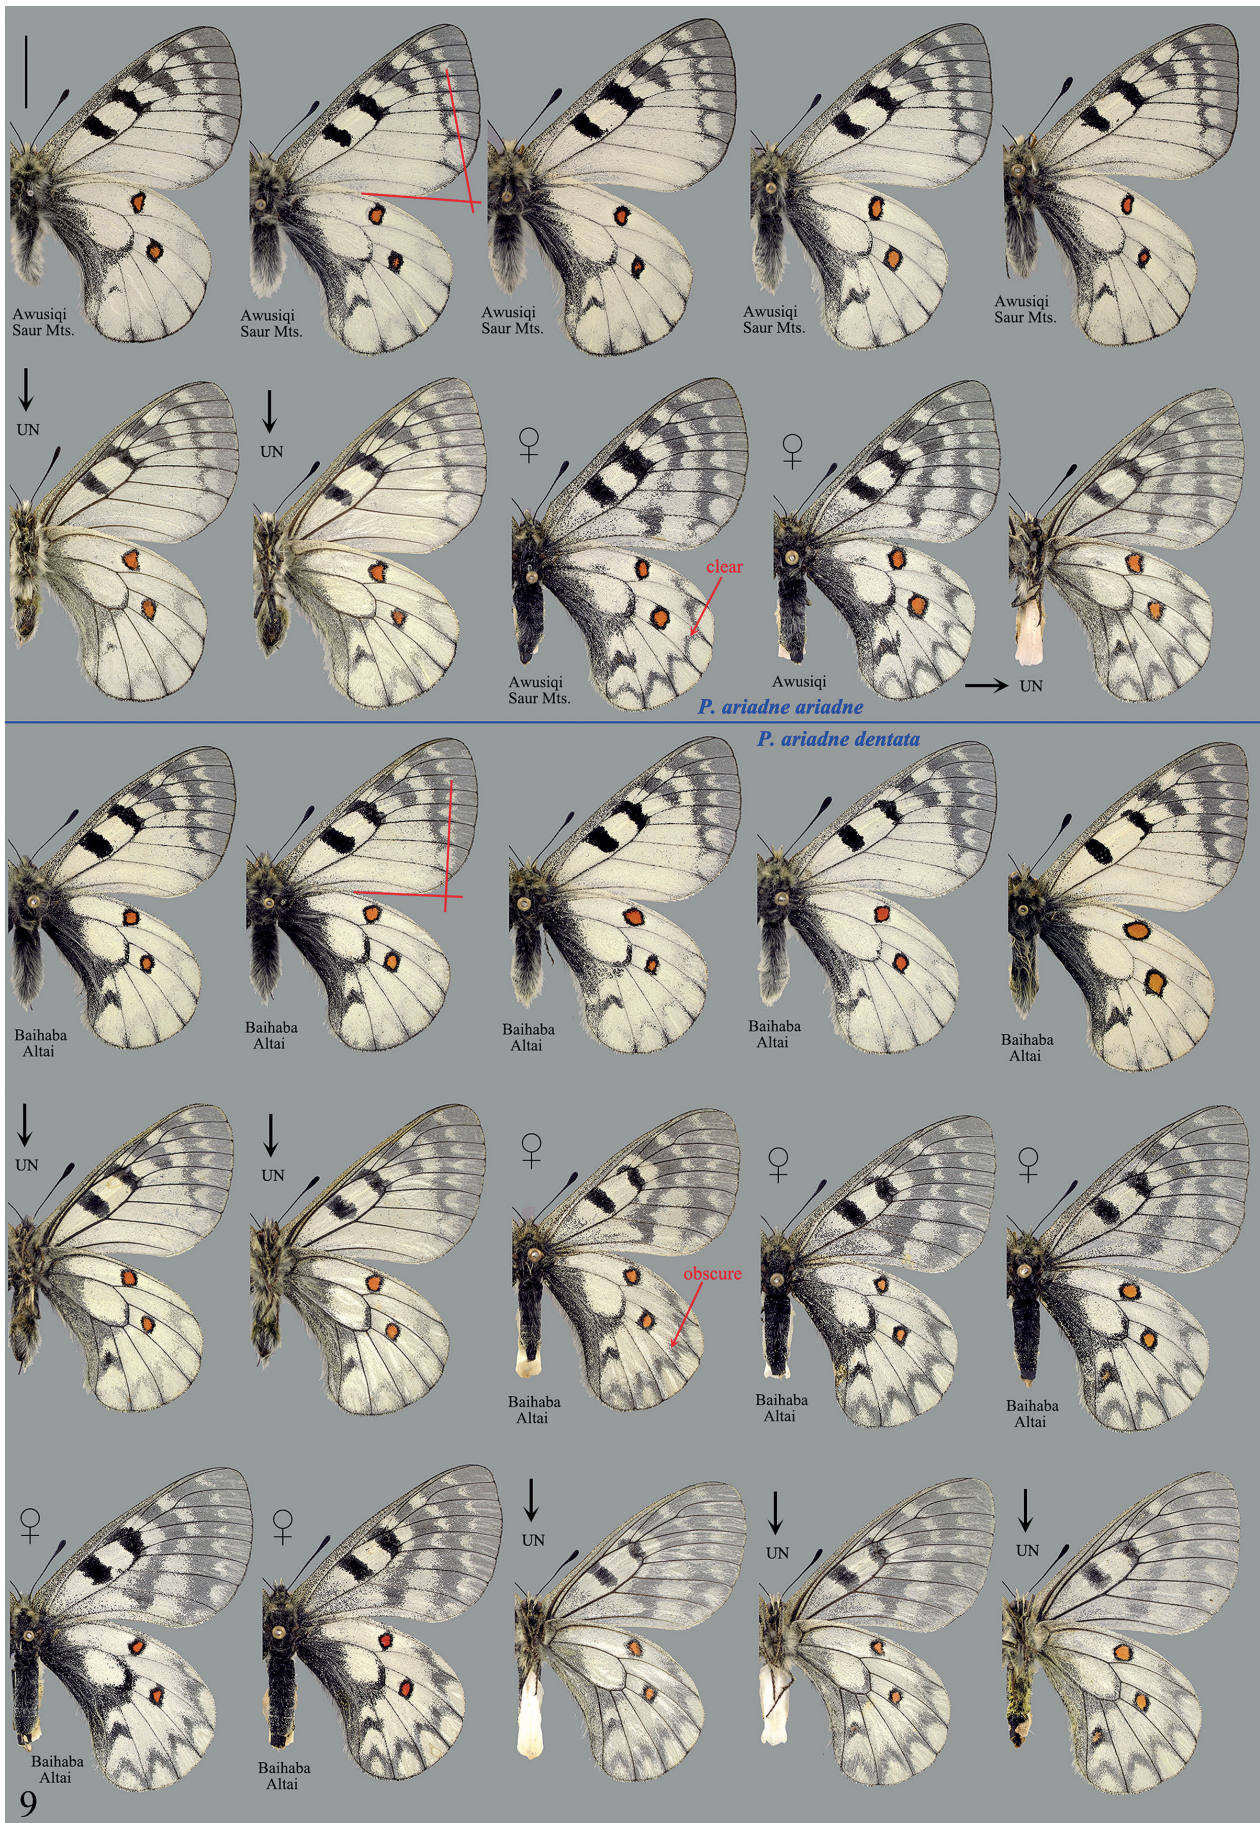 Awusiqi
Saur Mts.
Awusiqi
Saur Mts.
Awusiqi
Saur Mts.
Awusiqi
Saur Mts.
Awusiqi
Saur Mts.
UN
UN
♀
♀
clear
Awusiqi
Saur Mts.
Awusiqi
UN
P. ariadne ariadne
P. ariadne dentata
Baihaba
Altai
Baihaba
Altai
Baihaba
Altai
Baihaba
Altai
Baihaba
Altai
UN
UN
♀
♀
♀
obscure
Baihaba
Altai
Baihaba
Altai
Baihaba
Altai
♀
♀
UN
UN
UN
Baihaba
Altai
Baihaba
Altai
9